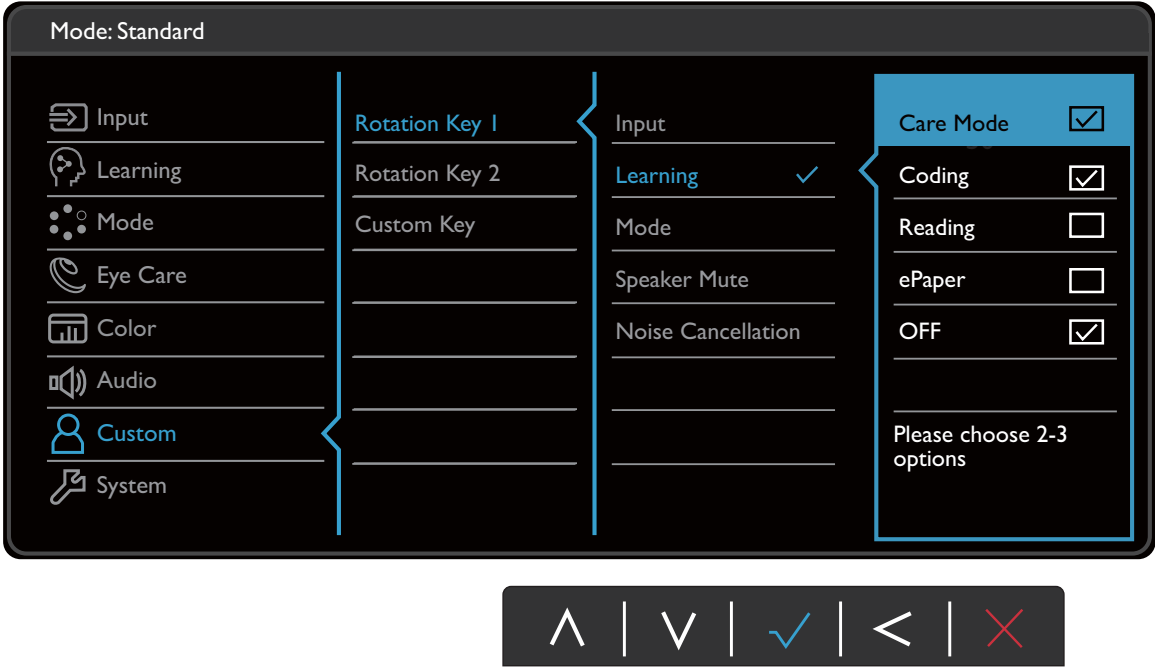 Mode: Standard
Input
Learning
Mode
Eye Care
Color
Audio
Custom
System
Rotation Key 1
Rotation Key 2
Custom Key
Input
Learning
Mode
Speaker Mute
Noise Cancellation
Care Mode
Coding
Reading
ePaper
OFF
Please choose 2-3
options